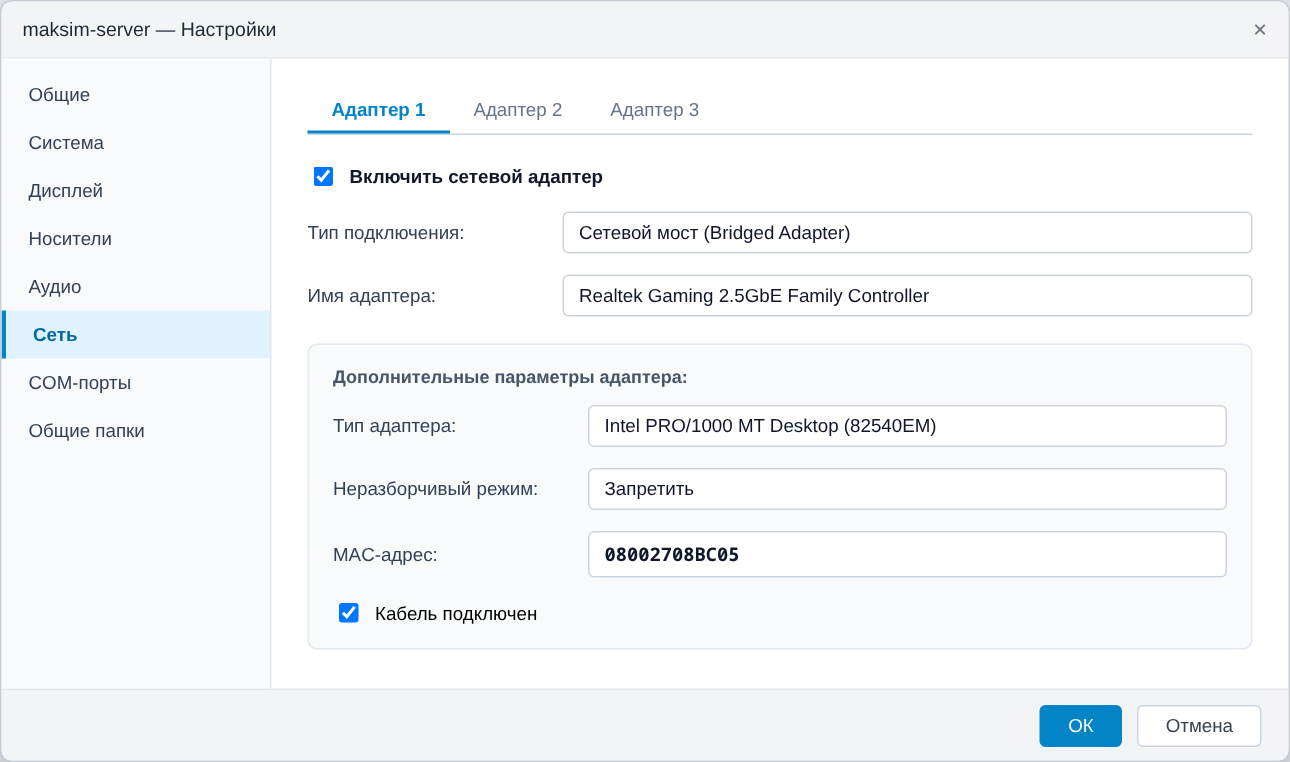 maksim-server — Настройки
×
Общие
Система
Дисплей
Носители
Аудио
Сеть
COM-порты
Общие папки
Адаптер 1 Адаптер 2 Адаптер 3
Включить сетевой адаптер
Тип подключения: Сетевой мост (Bridged Adapter)
Имя адаптера: Realtek Gaming 2.5GbE Family Controller
Дополнительные параметры адаптера:
Тип адаптера: Intel PRO/1000 MT Desktop (82540EM)
Неразборчивый режим: Запретить
MAC-адрес: 08002708BC05
Кабель подключен
ОК Отмена